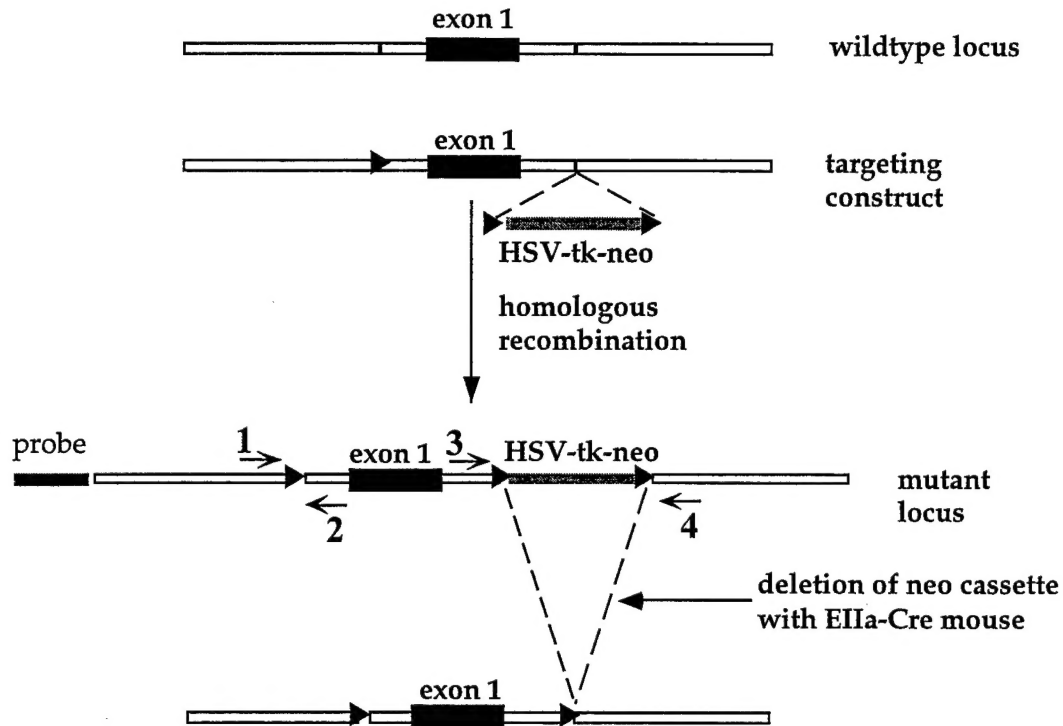 exon 1
wildtype locus
exon 1
targeting
construct
HSV-tk-neo
homologous
recombination
probe
1
exon 1
3
HSV-tk-neo
mutant
locus
2
4
deletion of neo cassette
with EIIa-Cre mouse
exon 1